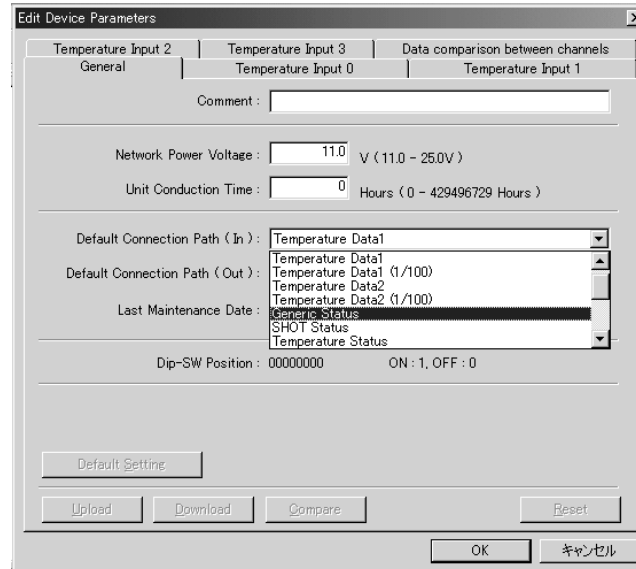 Edit Device Parameters
Temperature Input 2 Temperature Input 3 Data comparison between channels
General Temperature Input 0 Temperature Input 1
Comment :
Network Power Voltage : 11.0 V ( 11.0 - 25.0V )
Unit Conduction Time : 0 Hours ( 0 - 429496729 Hours )
Default Connection Path ( In ) : Temperature Data1
Temperature Data1
Temperature Data1 (1/100)
Default Connection Path ( Out ) :
Temperature Data2
Temperature Data2 (1/100)
Last Maintenance Date :
Generic Status
SHOT Status
Temperature Status
Dip-SW Position : 00000000 ON : 1, OFF : 0
Default Setting
Upload Download Compare Reset
OK キャンセル